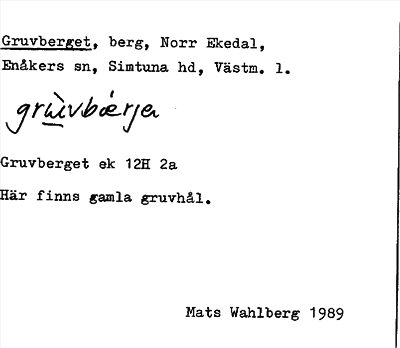 Gruvberget, berg, Norr Ekedal,
Enåkers sn, Simtuna hd, Västm. l.
grùvbærja
Gruvberget ek 12H 2a
Här finns gamla gruvhål.
Mats Wahlberg 1989